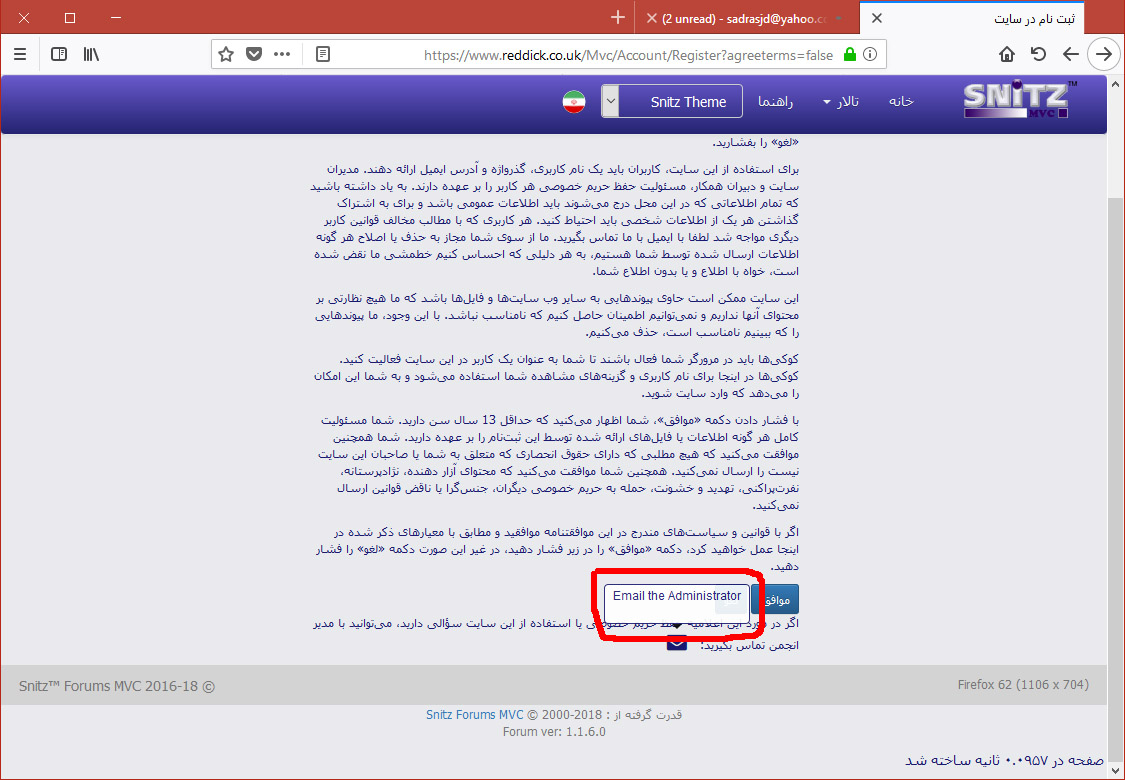 ثبت نام در سایت
(2 unread) - sadrasjd@yahoo.c
https://www.reddick.co.uk/Mvc/Account/Register?agreeterms=false
SNiTZ™
MVC
خانه
تالار
راهنما
Snitz Theme
«لغو» را بفشارید.
برای استفاده از این سایت، کاربران باید یک نام کاربری، گذرواژه و آدرس ایمیل ارائه دهند. مدیران
سایت و دبیران همکار، مسئولیت حفظ حریم خصوصی هر کاربر را بر عهده دارند. به یاد داشته باشید
که تمام اطلاعاتی که در این محل درج می‌شوند باید اطلاعات عمومی باشد و برای به اشتراک
گذاشتن هر یک از اطلاعات شخصی باید احتیاط کنید. هر کاربری که با مطالب مخالف قوانین کاربر
دیگری مواجه شد لطفا با ایمیل با ما تماس بگیرید. ما از سوی شما مجاز به حذف یا اصلاح هر گونه
اطلاعات ارسال شده توسط شما هستیم، به هر دلیلی که احساس کنیم خطمشی ما نقض شده
است، خواه با اطلاع و یا بدون اطلاع شما.
این سایت ممکن است حاوی پیوندهایی به سایر وب سایت‌ها و فایل‌ها باشد که ما هیچ نظارتی بر
محتوای آنها نداریم و نمی‌توانیم اطمینان حاصل کنیم که نامناسب نباشد. با این وجود، ما پیوندهایی
را که ببینیم نامناسب است، حذف می‌کنیم.
کوکی‌ها باید در مرورگر شما فعال باشند تا شما به عنوان یک کاربر در این سایت فعالیت کنید.
کوکی‌ها در اینجا برای نام کاربری و گزینه‌های مشاهده شما استفاده می‌شود و به شما این امکان
را می‌دهد که وارد سایت شوید.
با فشار دادن دکمه «موافق»، شما اظهار می‌کنید که حداقل 13 سال سن دارید. شما مسئولیت
کامل هر گونه اطلاعات یا فایل‌های ارائه شده توسط این ثبت‌نام را بر عهده دارید. شما همچنین
موافقت می‌کنید که هیچ مطلبی که دارای حقوق انحصاری که متعلق به شما یا صاحبان این سایت
نیست را ارسال نمی‌کنید. همچنین شما موافقت می‌کنید که محتوای آزار دهنده، نژادپرستانه،
نفرت‌پراکنی، تهدید و خشونت، حمله به حریم خصوصی دیگران، جنس‌گرا یا ناقض قوانین ارسال
نمی‌کنید.
اگر با قوانین و سیاست‌های مندرج در این موافقتنامه موافقید و مطابق با معیارهای ذکر شده در
اینجا عمل خواهید کرد، دکمه «موافق» را در زیر فشار دهید، در غیر این صورت دکمه «لغو» را فشار
دهید.
موافق
Email the Administrator
اگر در مورد این اعلامیه حفظ حریم خصوصی یا استفاده از این سایت سؤالی دارید، می‌توانید با مدیر
انجمن تماس بگیرید:
Snitz™ Forums MVC 2016-18 ©
Firefox 62 (1106 x 704)
قدرت گرفته از : Snitz Forums MVC © 2000-2018
Forum ver: 1.1.6.0
صفحه در ۰.۰۹۵۷ ثانیه ساخته شد